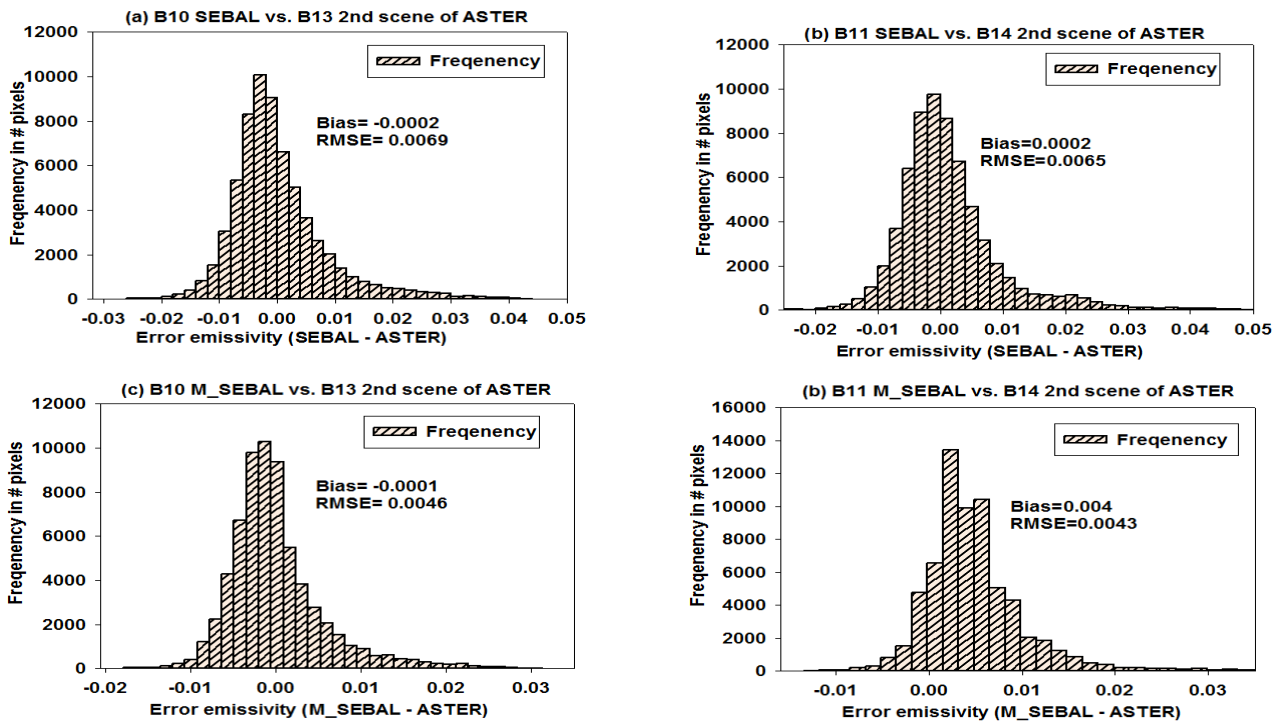 (a) B10 SEBAL vs. B13 2nd scene of ASTER
12000
10000
8000
6000
4000
2000
0
Freqenency in # pixels
Freqenency
Bias= -0.0002
RMSE= 0.0069
-0.03 -0.02 -0.01 0.00 0.01 0.02 0.03 0.04 0.05
Error emissivity (SEBAL - ASTER)
(b) B11 SEBAL vs. B14 2nd scene of ASTER
12000
10000
8000
6000
4000
2000
0
Freqenency in # pixels
Freqenency
Bias=0.0002
RMSE=0.0065
-0.02 -0.01 0.00 0.01 0.02 0.03 0.04 0.05
Error emissivity (SEBAL - ASTER)
(c) B10 M_SEBAL vs. B13 2nd scene of ASTER
12000
10000
8000
6000
4000
2000
0
Freqenency in # pixels
Freqenency
Bias= -0.0001
RMSE= 0.0046
-0.02 -0.01 0.00 0.01 0.02 0.03
Error emissivity (M_SEBAL - ASTER)
(b) B11 M_SEBAL vs. B14 2nd scene of ASTER
16000
14000
12000
10000
8000
6000
4000
2000
0
Freqenency in # pixels
Freqenency
Bias=0.004
RMSE=0.0043
-0.01 0.00 0.01 0.02 0.03
Error emissivity (M_SEBAL - ASTER)